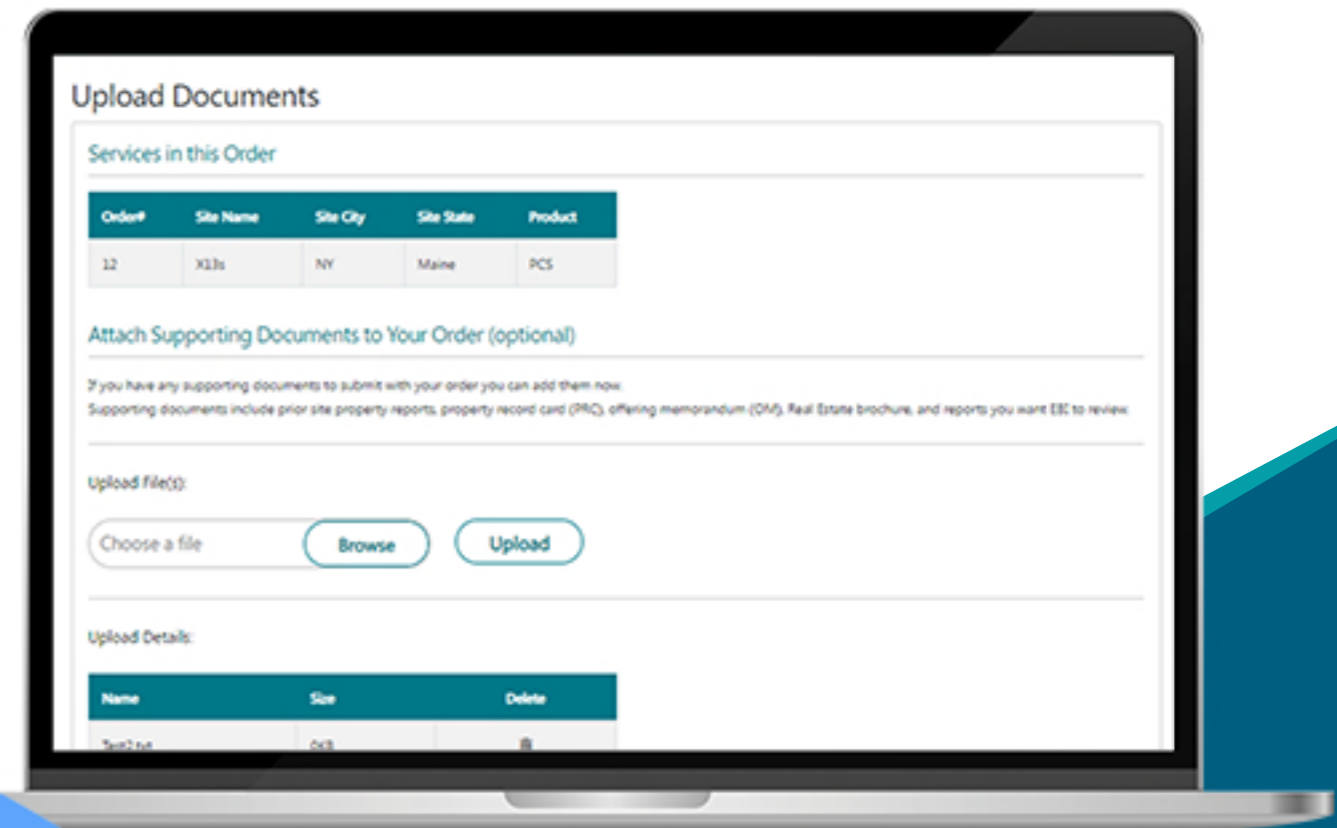 Upload Documents
Services in this Order
Order# Site Name Site City Site State Product
12 X13s NY Maine PCS
Attach Supporting Documents to Your Order (optional)
If you have any supporting documents to submit with your order you can add them now.
Supporting documents include prior site property reports, property record card (PRC), offering memorandum (OM), Real Estate brochure, and reports you want EBI to review.
Upload File(s):
Choose a file Browse Upload
Upload Details:
Name Size Delete
Test2.txt 0KB